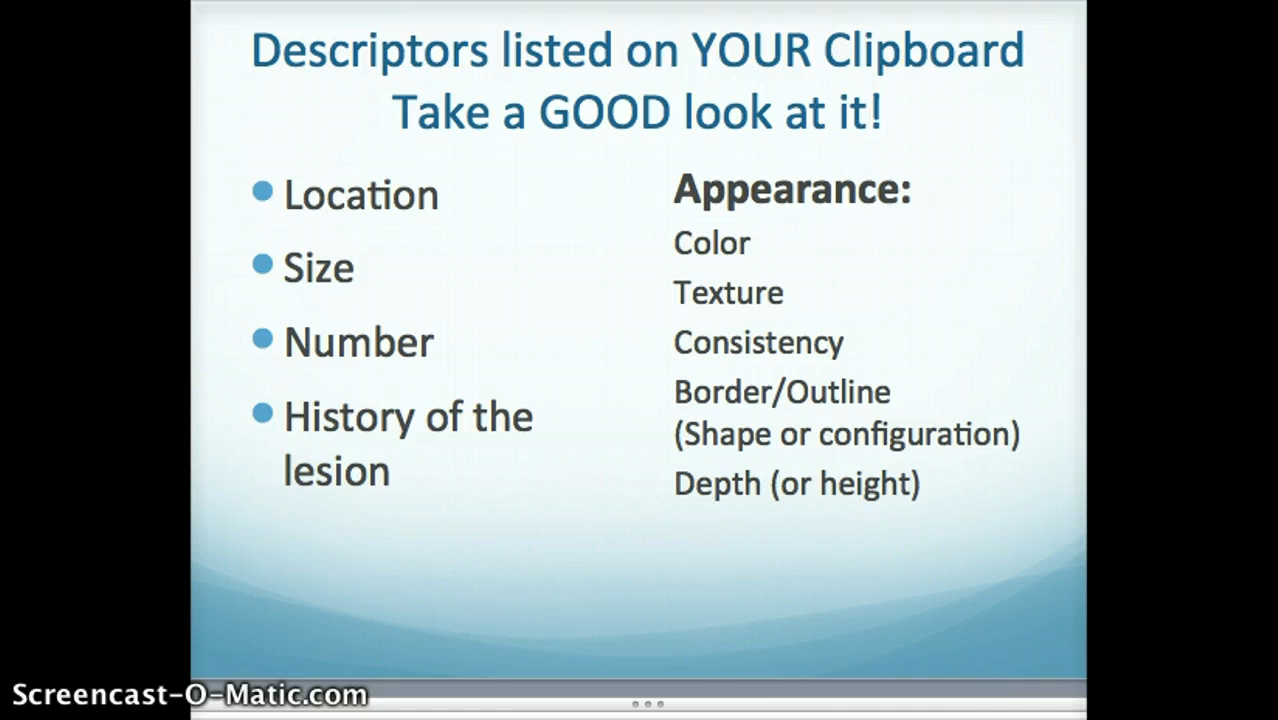 Descriptors listed on YOUR Clipboard
Take a GOOD look at it!
Location
Size
Number
History of the
lesion
Appearance:
Color
Texture
Consistency
Border/Outline
(Shape or configuration)
Depth (or height)
Screencast-O-Matic.com